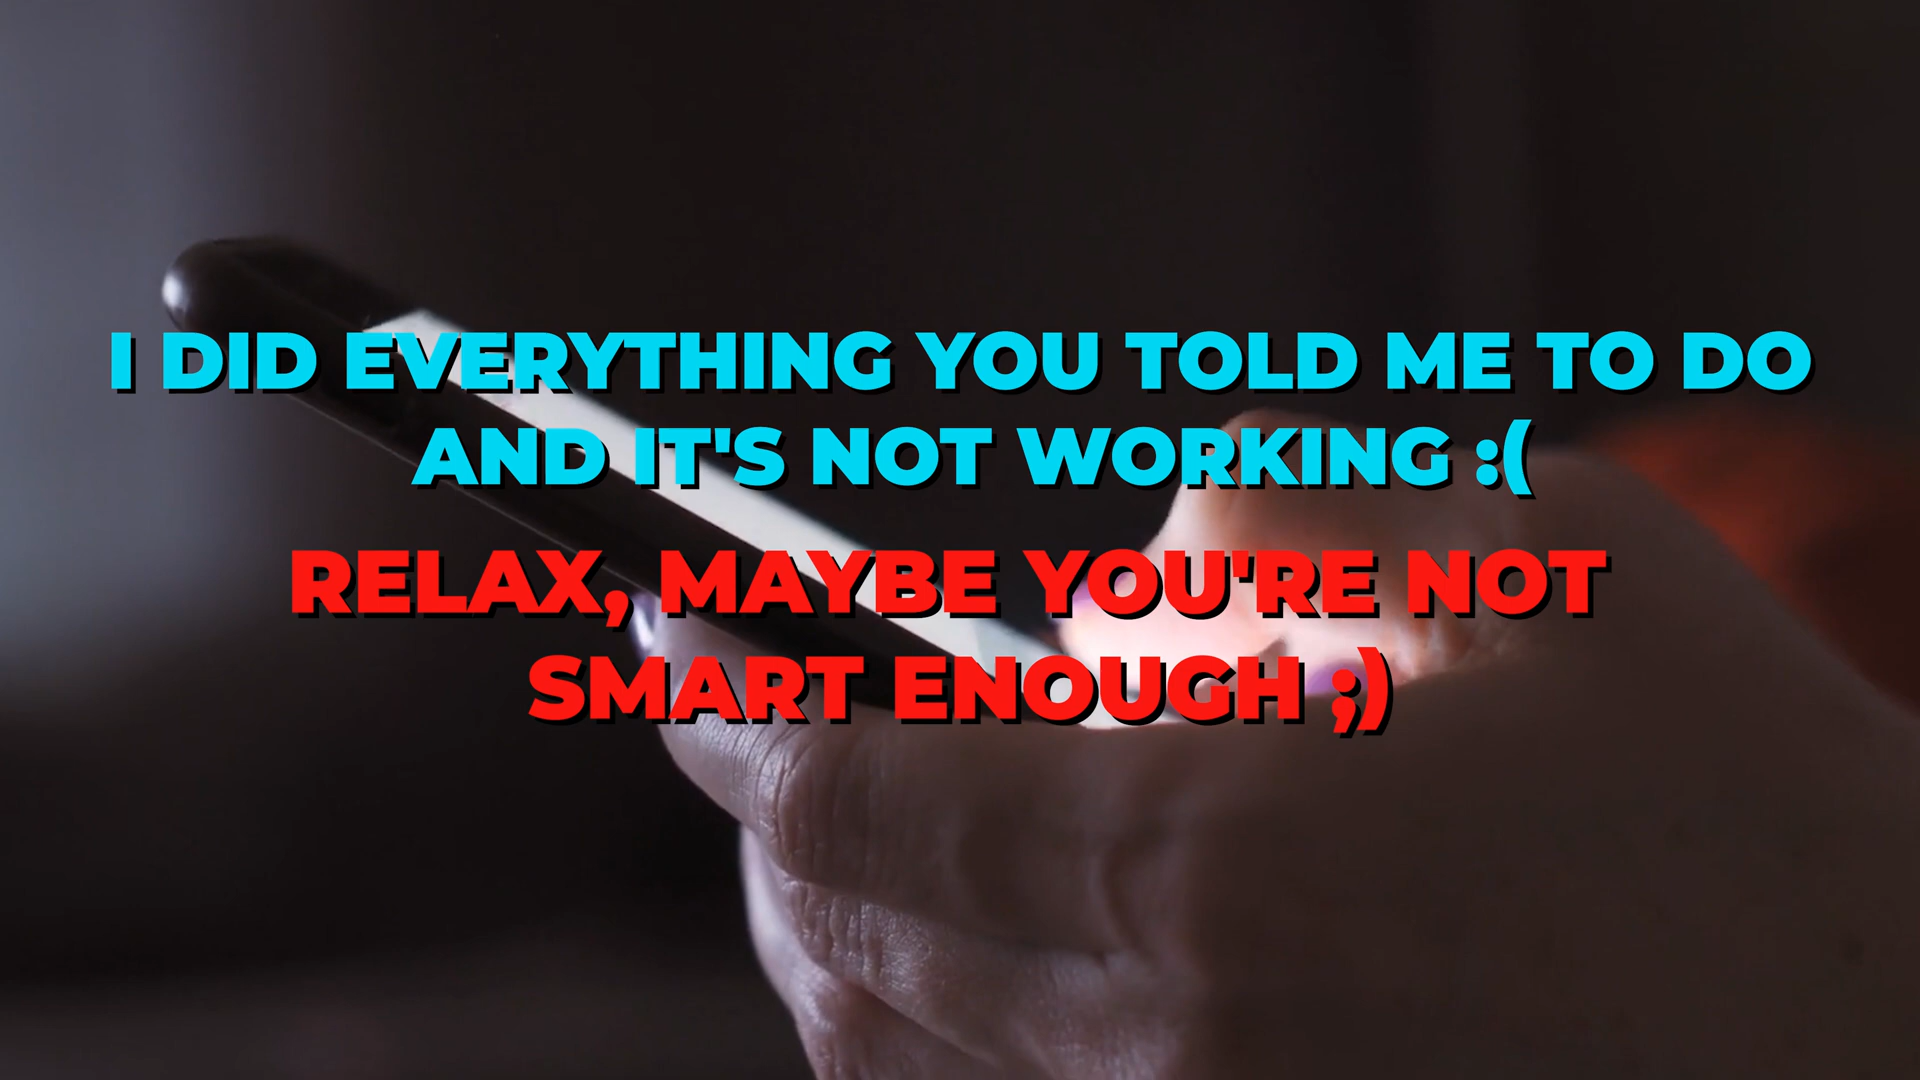 I DID EVERYTHING YOU TOLD ME TO DO
AND IT'S NOT WORKING :(
RELAX, MAYBE YOU'RE NOT
SMART ENOUGH ;)